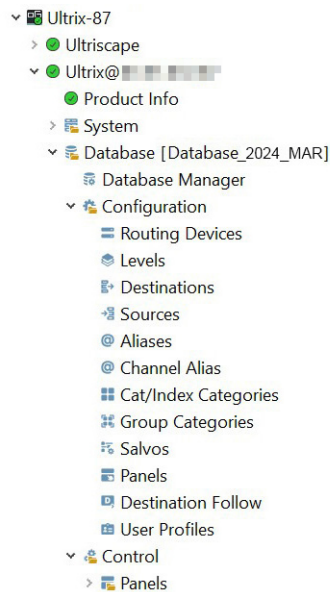 Ultrix-87
Ultriscape
Ultrix@
Product Info
System
Database [Database_2024_MAR]
Database Manager
Configuration
Routing Devices
Levels
Destinations
Sources
Aliases
Channel Alias
Cat/Index Categories
Group Categories
Salvos
Panels
Destination Follow
User Profiles
Control
Panels